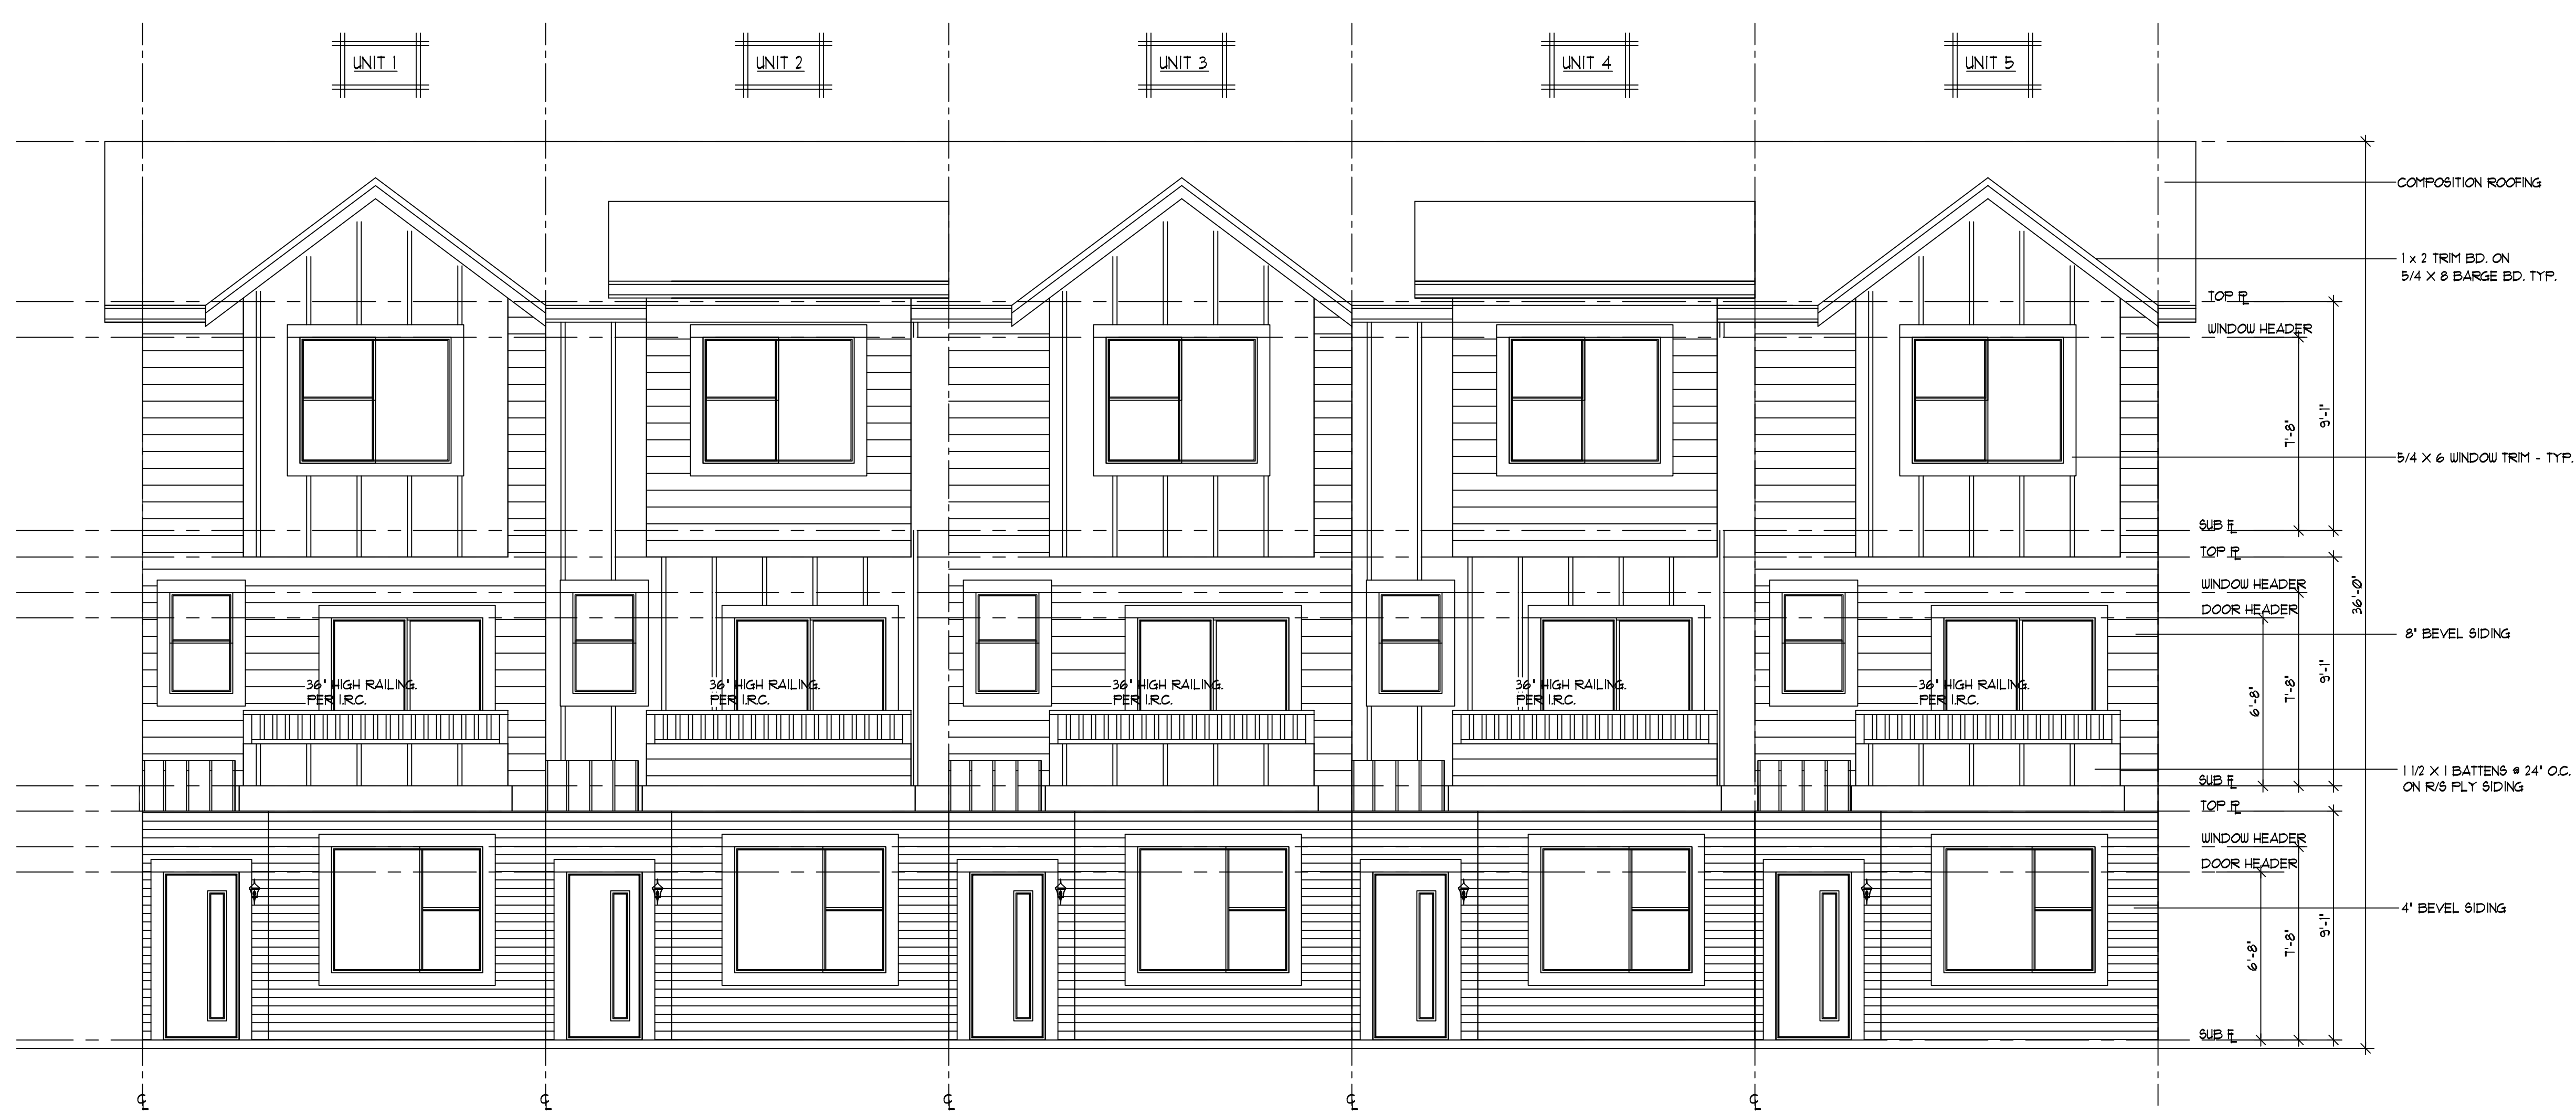 UNIT 1
UNIT 2
UNIT 3
UNIT 4
UNIT 5
COMPOSITION ROOFING
1 x 2 TRIM BD. ON
5/4 X 8 BARGE BD. TYP.
TOP PL
WINDOW HEADER
9'-1"
7'-8"
5/4 X 6 WINDOW TRIM - TYP.
SUB FL
TOP PL
WINDOW HEADER
DOOR HEADER
36'-0"
8" BEVEL SIDING
36" HIGH RAILING.
PER I.R.C.
36" HIGH RAILING.
PER I.R.C.
36" HIGH RAILING.
PER I.R.C.
36" HIGH RAILING.
PER I.R.C.
36" HIGH RAILING.
PER I.R.C.
6'-8"
7'-8"
9'-1"
1 1/2 X 1 BATTENS @ 24" O.C.
ON R/S PLY SIDING
SUB FL
TOP PL
WINDOW HEADER
DOOR HEADER
4" BEVEL SIDING
6'-8"
7'-8"
9'-1"
SUB FL
CL
CL
CL
CL
CL